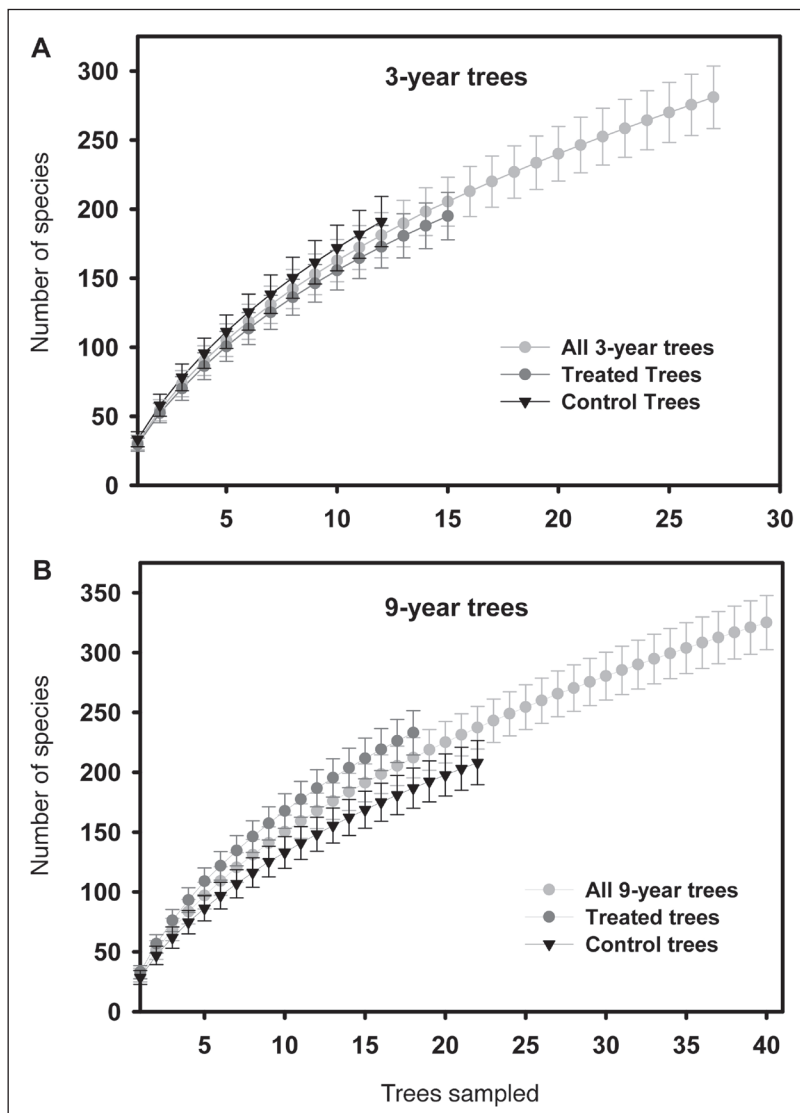 A
3-year trees
300
250
200
150
100
50
0
Number of species
All 3-year trees
Treated Trees
Control Trees
5 10 15 20 25 30
B
9-year trees
350
300
250
200
150
100
50
0
Number of species
All 9-year trees
Treated trees
Control trees
5 10 15 20 25 30 35 40
Trees sampled